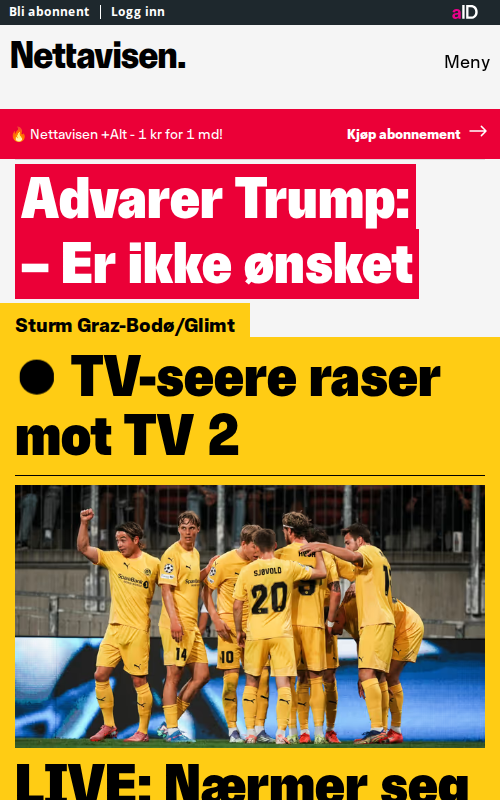 Bli abonnent
Logg inn
aID
Nettavisen.
Meny
🔥 Nettavisen +Alt - 1 kr for 1 md!
Kjøp abonnement →
Advarer Trump:
– Er ikke ønsket
Sturm Graz-Bodø/Glimt
● TV-seere raser
mot TV 2
SJØVOLD
20
14
10
LIVE: Nærmer seg